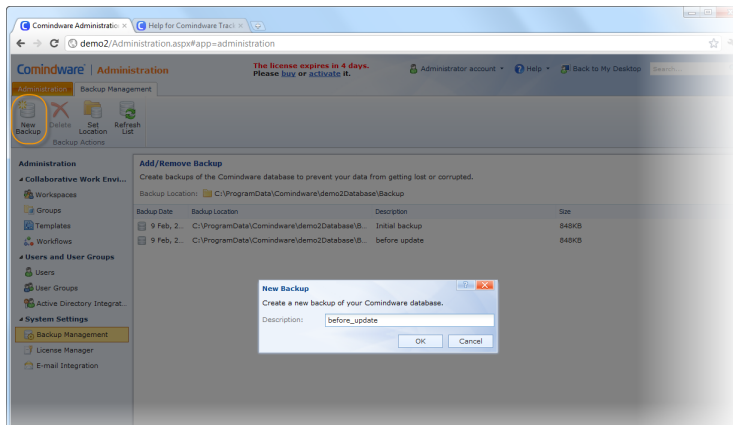 Comindware Administratio ×
Help for Comindware Track ×
demo2/Administration.aspx#app=administration
Comindware | Administration
The license expires in 4 days.
Please buy or activate it.
Administrator account
Help
Back to My Desktop
Search...
Administration
Backup Management
New Backup
Delete
Set Location
Refresh List
Backup Actions
Administration
Collaborative Work Envi...
Workspaces
Groups
Templates
Workflows
Users and User Groups
Users
User Groups
Active Directory Integrat...
System Settings
Backup Management
License Manager
E-mail Integration
Add/Remove Backup
Create backups of the Comindware database to prevent your data from getting lost or corrupted.
Backup Location: C:\ProgramData\Comindware\demo2Database\Backup
Backup Date Backup Location Description Size
9 Feb, 2... C:\ProgramData\Comindware\demo2Database\B... Initial backup 848KB
9 Feb, 2... C:\ProgramData\Comindware\demo2Database\B... before update 848KB
New Backup
Create a new backup of your Comindware database.
Description: before_update
OK Cancel